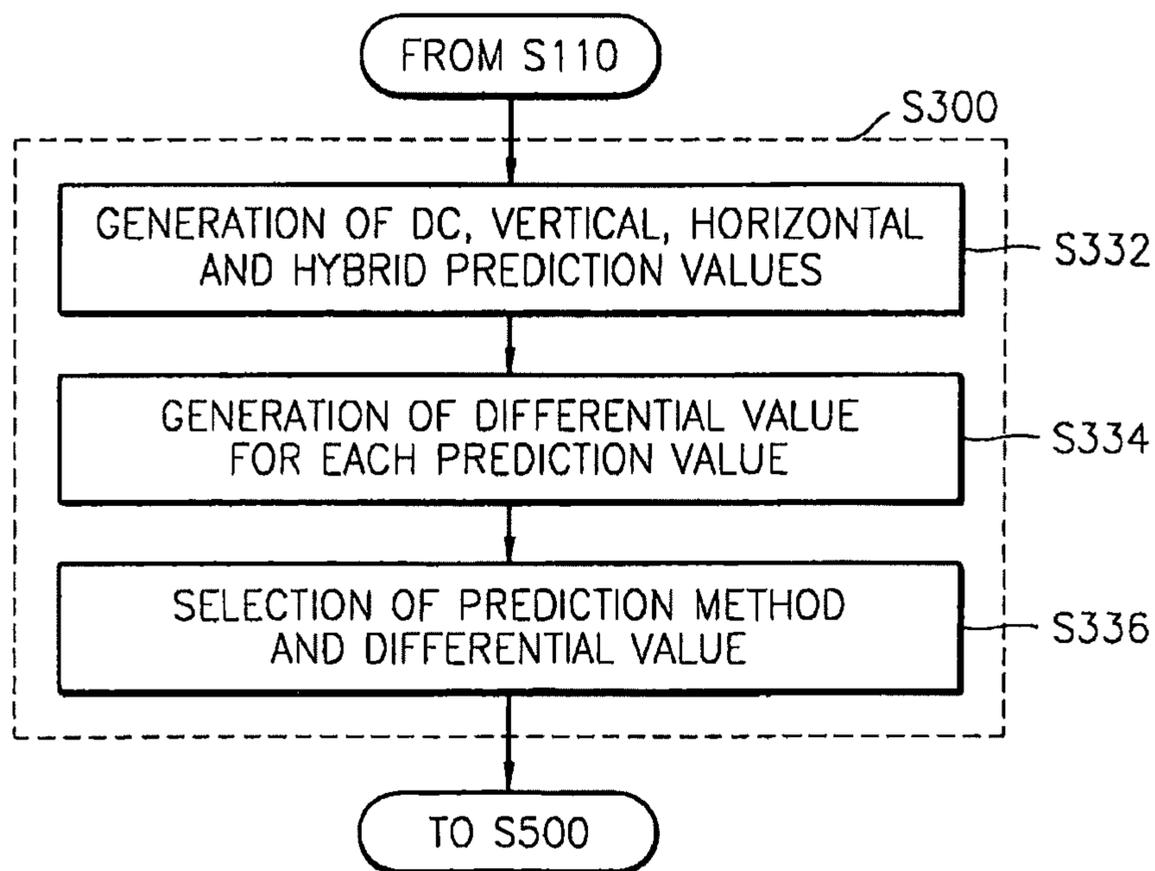 FROM S110
S300
GENERATION OF DC, VERTICAL, HORIZONTAL
AND HYBRID PREDICTION VALUES
S332
GENERATION OF DIFFERENTIAL VALUE
FOR EACH PREDICTION VALUE
S334
SELECTION OF PREDICTION METHOD
AND DIFFERENTIAL VALUE
S336
TO S500